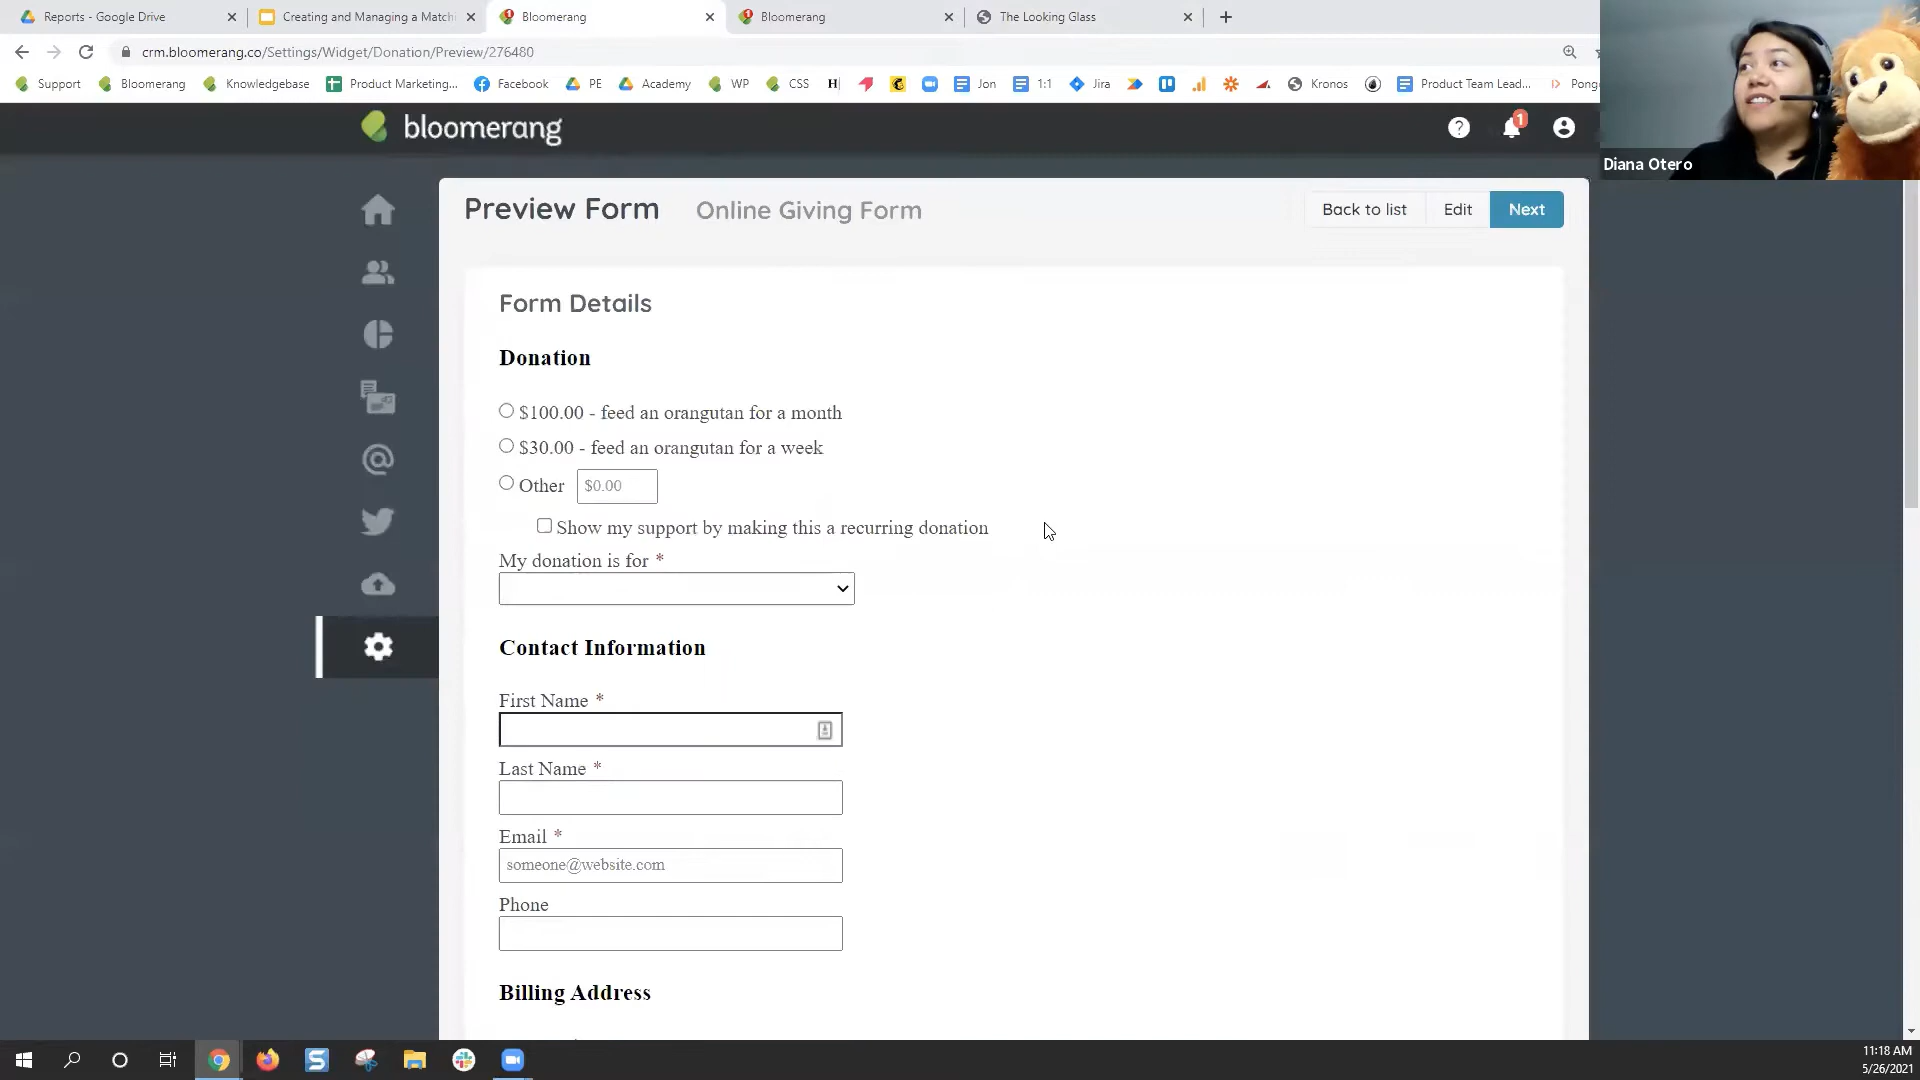 Reports - Google Drive
Creating and Managing a Match
Bloomerang
Bloomerang
The Looking Glass
crm.bloomerang.co/Settings/Widget/Donation/Preview/276480
Support
Bloomerang
Knowledgebase
Product Marketing...
Facebook
PE
Academy
WP
CSS
H
Jon
1:1
Jira
Kronos
Product Team Lead...
Pong
Diana Otero
bloomerang
1
Preview Form
Online Giving Form
Back to list
Edit
Next
Form Details
Donation
$100.00 - feed an orangutan for a month
$30.00 - feed an orangutan for a week
Other $0.00
Show my support by making this a recurring donation
My donation is for *
Contact Information
First Name *
Last Name *
Email *
someone@website.com
Phone
Billing Address
11:18 AM
5/26/2021